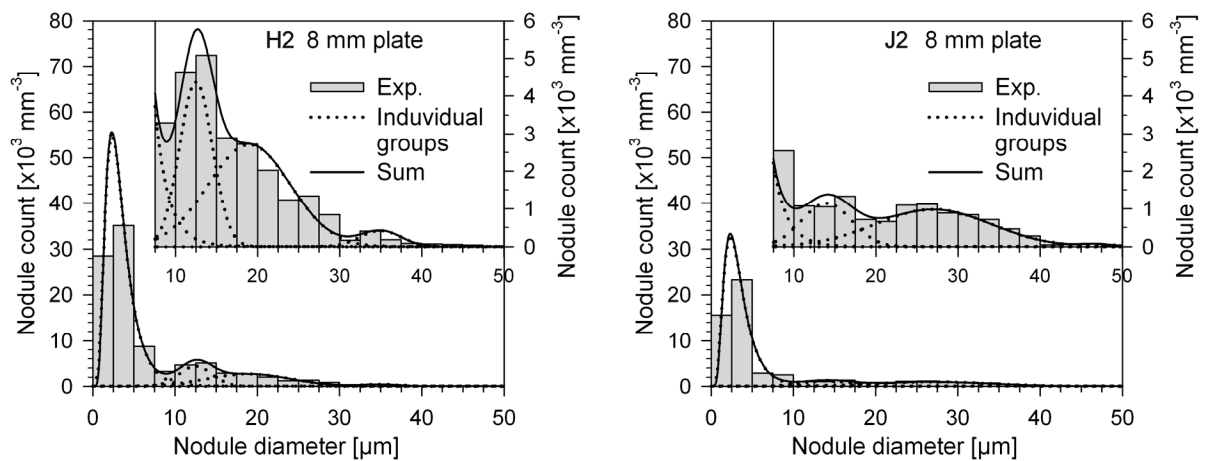 H2 8 mm plate
Exp.
Induvidual
groups
Sum
Nodule count [x10³ mm⁻³]
80
70
60
50
40
30
20
10
0
Nodule count [x10³ mm⁻³]
6
5
4
3
2
1
0
10 20 30 40 50
0 10 20 30 40 50
Nodule diameter [µm]
J2 8 mm plate
Exp.
Induvidual
groups
Sum
Nodule count [x10³ mm⁻³]
80
70
60
50
40
30
20
10
0
Nodule count [x10³ mm⁻³]
6
5
4
3
2
1
0
10 20 30 40 50
0 10 20 30 40 50
Nodule diameter [µm]